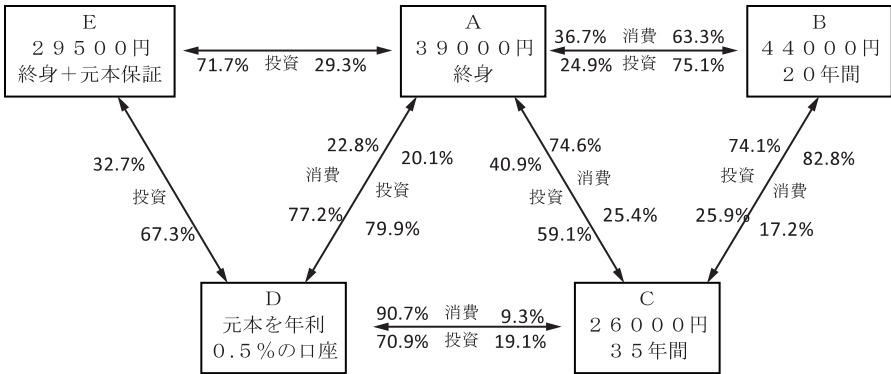 E
29500円
終身+元本保証
A
39000円
終身
B
44000円
20年間
71.7% 投資 29.3%
36.7% 消費 63.3%
24.9% 投資 75.1%
32.7%
投資
67.3%
22.8%
消費
77.2%
20.1%
投資
79.9%
40.9%
投資
59.1%
74.6%
消費
25.4%
74.1%
投資
25.9%
82.8%
消費
17.2%
D
元本を年利
0.5%の口座
90.7% 消費 9.3%
70.9% 投資 19.1%
C
26000円
35年間